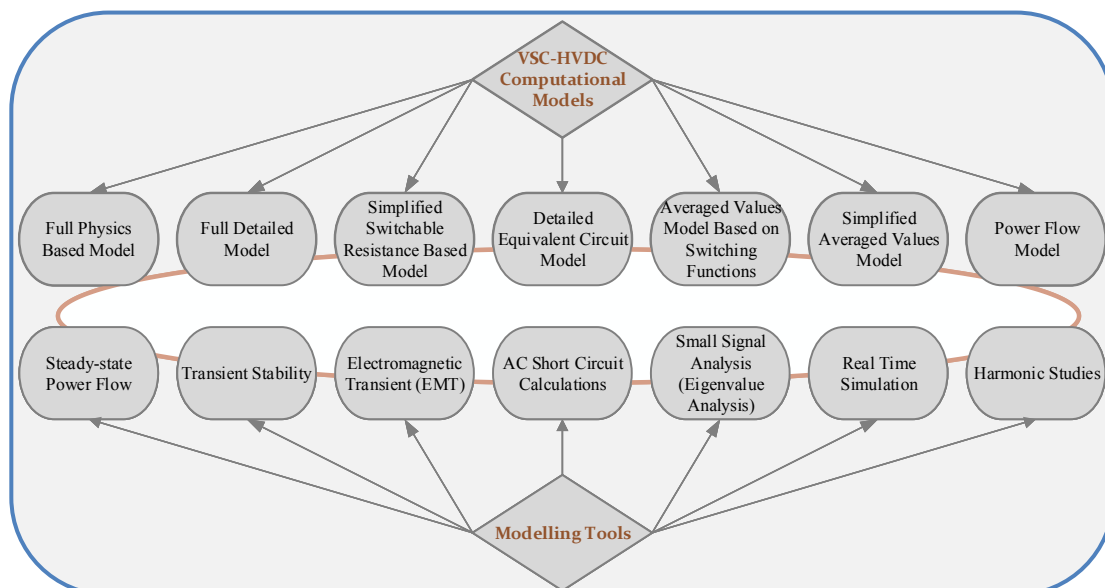 VSC-HVDC
Computational
Models
Full Physics
Based Model
Full Detailed
Model
Simplified
Switchable
Resistance Based
Model
Detailed
Equivalent Circuit
Model
Averaged Values
Model Based on
Switching
Functions
Simplified
Averaged Values
Model
Power Flow
Model
Steady-state
Power Flow
Transient Stability
Electromagnetic
Transient (EMT)
AC Short Circuit
Calculations
Small Signal
Analysis
(Eigenvalue
Analysis)
Real Time
Simulation
Harmonic Studies
Modelling Tools